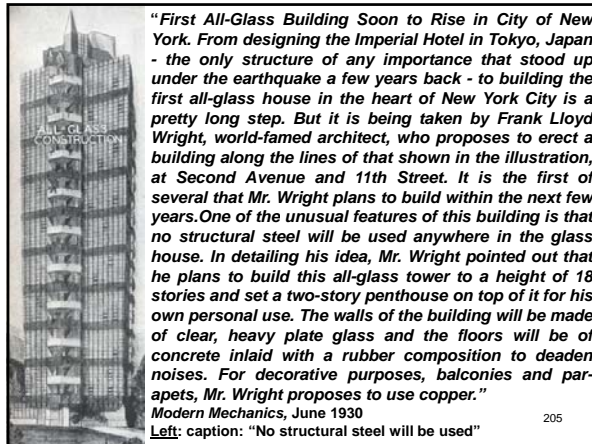 ALL-GLASS
CONSTRUCTION
“First All-Glass Building Soon to Rise in City of New
York. From designing the Imperial Hotel in Tokyo, Japan
- the only structure of any importance that stood up
under the earthquake a few years back - to building the
first all-glass house in the heart of New York City is a
pretty long step. But it is being taken by Frank Lloyd
Wright, world-famed architect, who proposes to erect a
building along the lines of that shown in the illustration,
at Second Avenue and 11th Street. It is the first of
several that Mr. Wright plans to build within the next few
years.One of the unusual features of this building is that
no structural steel will be used anywhere in the glass
house. In detailing his idea, Mr. Wright pointed out that
he plans to build this all-glass tower to a height of 18
stories and set a two-story penthouse on top of it for his
own personal use. The walls of the building will be made
of clear, heavy plate glass and the floors will be of
concrete inlaid with a rubber composition to deaden
noises. For decorative purposes, balconies and par-
apets, Mr. Wright proposes to use copper.”
Modern Mechanics, June 1930
Left: caption: “No structural steel will be used”
205